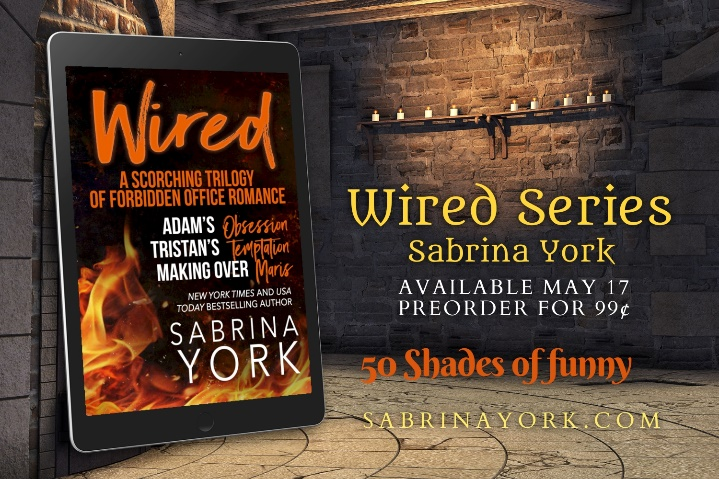 Wired
A SCORCHING TRILOGY
OF FORBIDDEN OFFICE ROMANCE
ADAM'S Obsession
TRISTAN'S Temptation
MAKING OVER Maris
NEW YORK TIMES AND USA
TODAY BESTSELLING AUTHOR
SABRINA
YORK
Wired Series
Sabrina York
AVAILABLE MAY 17
PREORDER FOR 99¢
50 Shades of funny
SABRINAYORK.COM